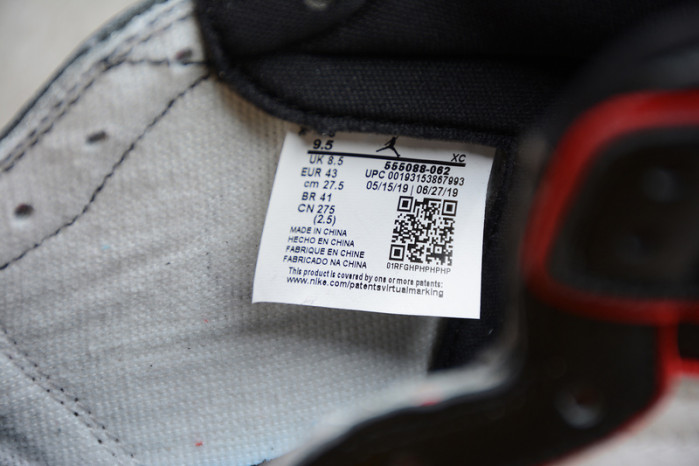 9.5 XC
UK 8.5 555088-062
EUR 43 UPC 00193153867993
cm 27.5 05/15/19 | 06/27/19
BR 41
CN 275
(2.5)
MADE IN CHINA
HECHO EN CHINA
FABRIQUE EN CHINE
FABRICADO NA CHINA 01RFGHPHPHPHP
This product is covered by one or more patents:
www.nike.com/patentsvirtualmarking